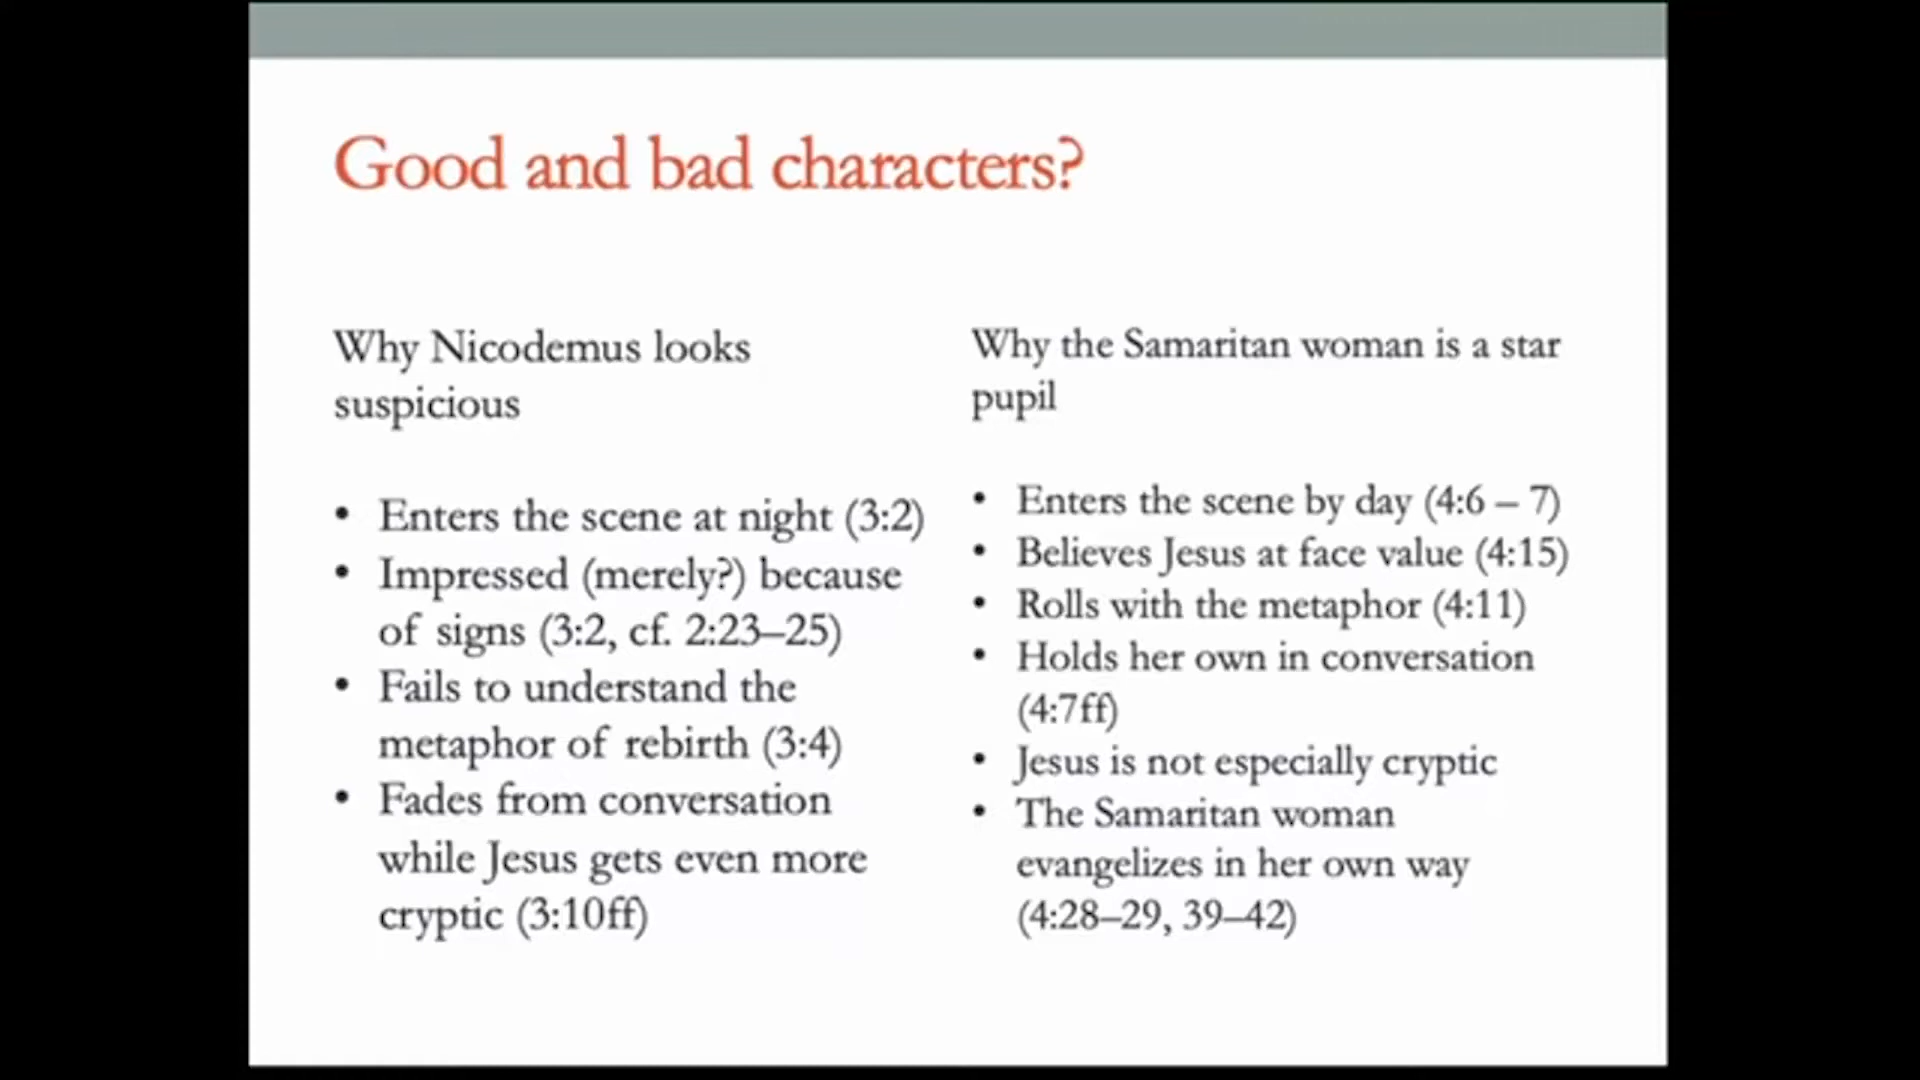 Good and bad characters?
Why Nicodemus looks
suspicious
• Enters the scene at night (3:2)
• Impressed (merely?) because
of signs (3:2, cf. 2:23–25)
• Fails to understand the
metaphor of rebirth (3:4)
• Fades from conversation
while Jesus gets even more
cryptic (3:10ff)
Why the Samaritan woman is a star
pupil
• Enters the scene by day (4:6 – 7)
• Believes Jesus at face value (4:15)
• Rolls with the metaphor (4:11)
• Holds her own in conversation
(4:7ff)
• Jesus is not especially cryptic
• The Samaritan woman
evangelizes in her own way
(4:28–29, 39–42)